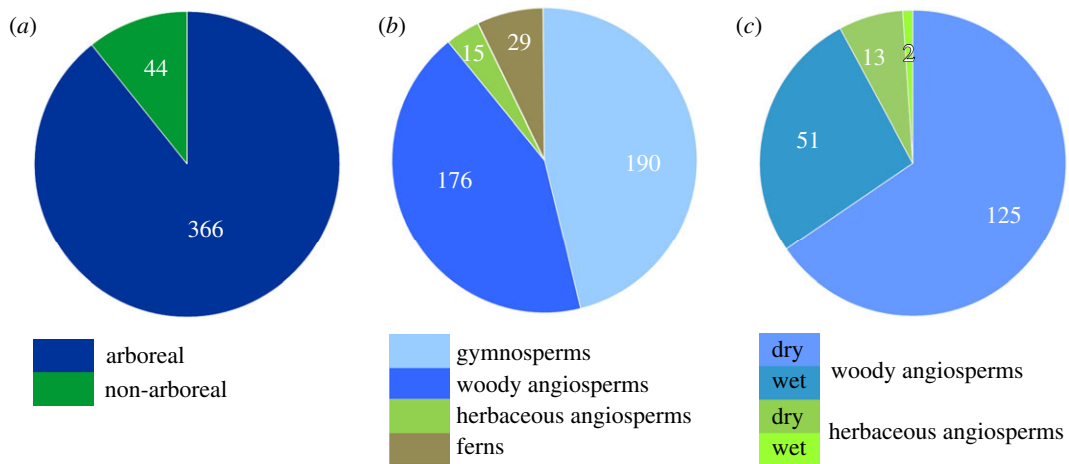 (a)
44
366
arboreal
non-arboreal
(b)
15
29
176
190
gymnosperms
woody angiosperms
herbaceous angiosperms
ferns
(c)
13
2
51
125
dry
wet
woody angiosperms
dry
wet
herbaceous angiosperms